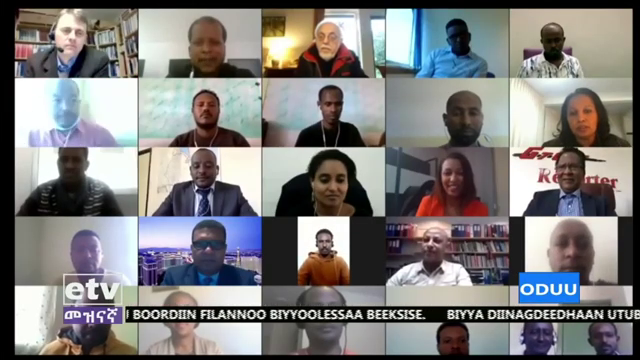 Reporter
etv
መዝናኛ
ODUU
U BOORDIIN FILANNOO BIYYOOLESSAA BEEKSISE. BIYYA DIINAGDEEDHAAN UTUB